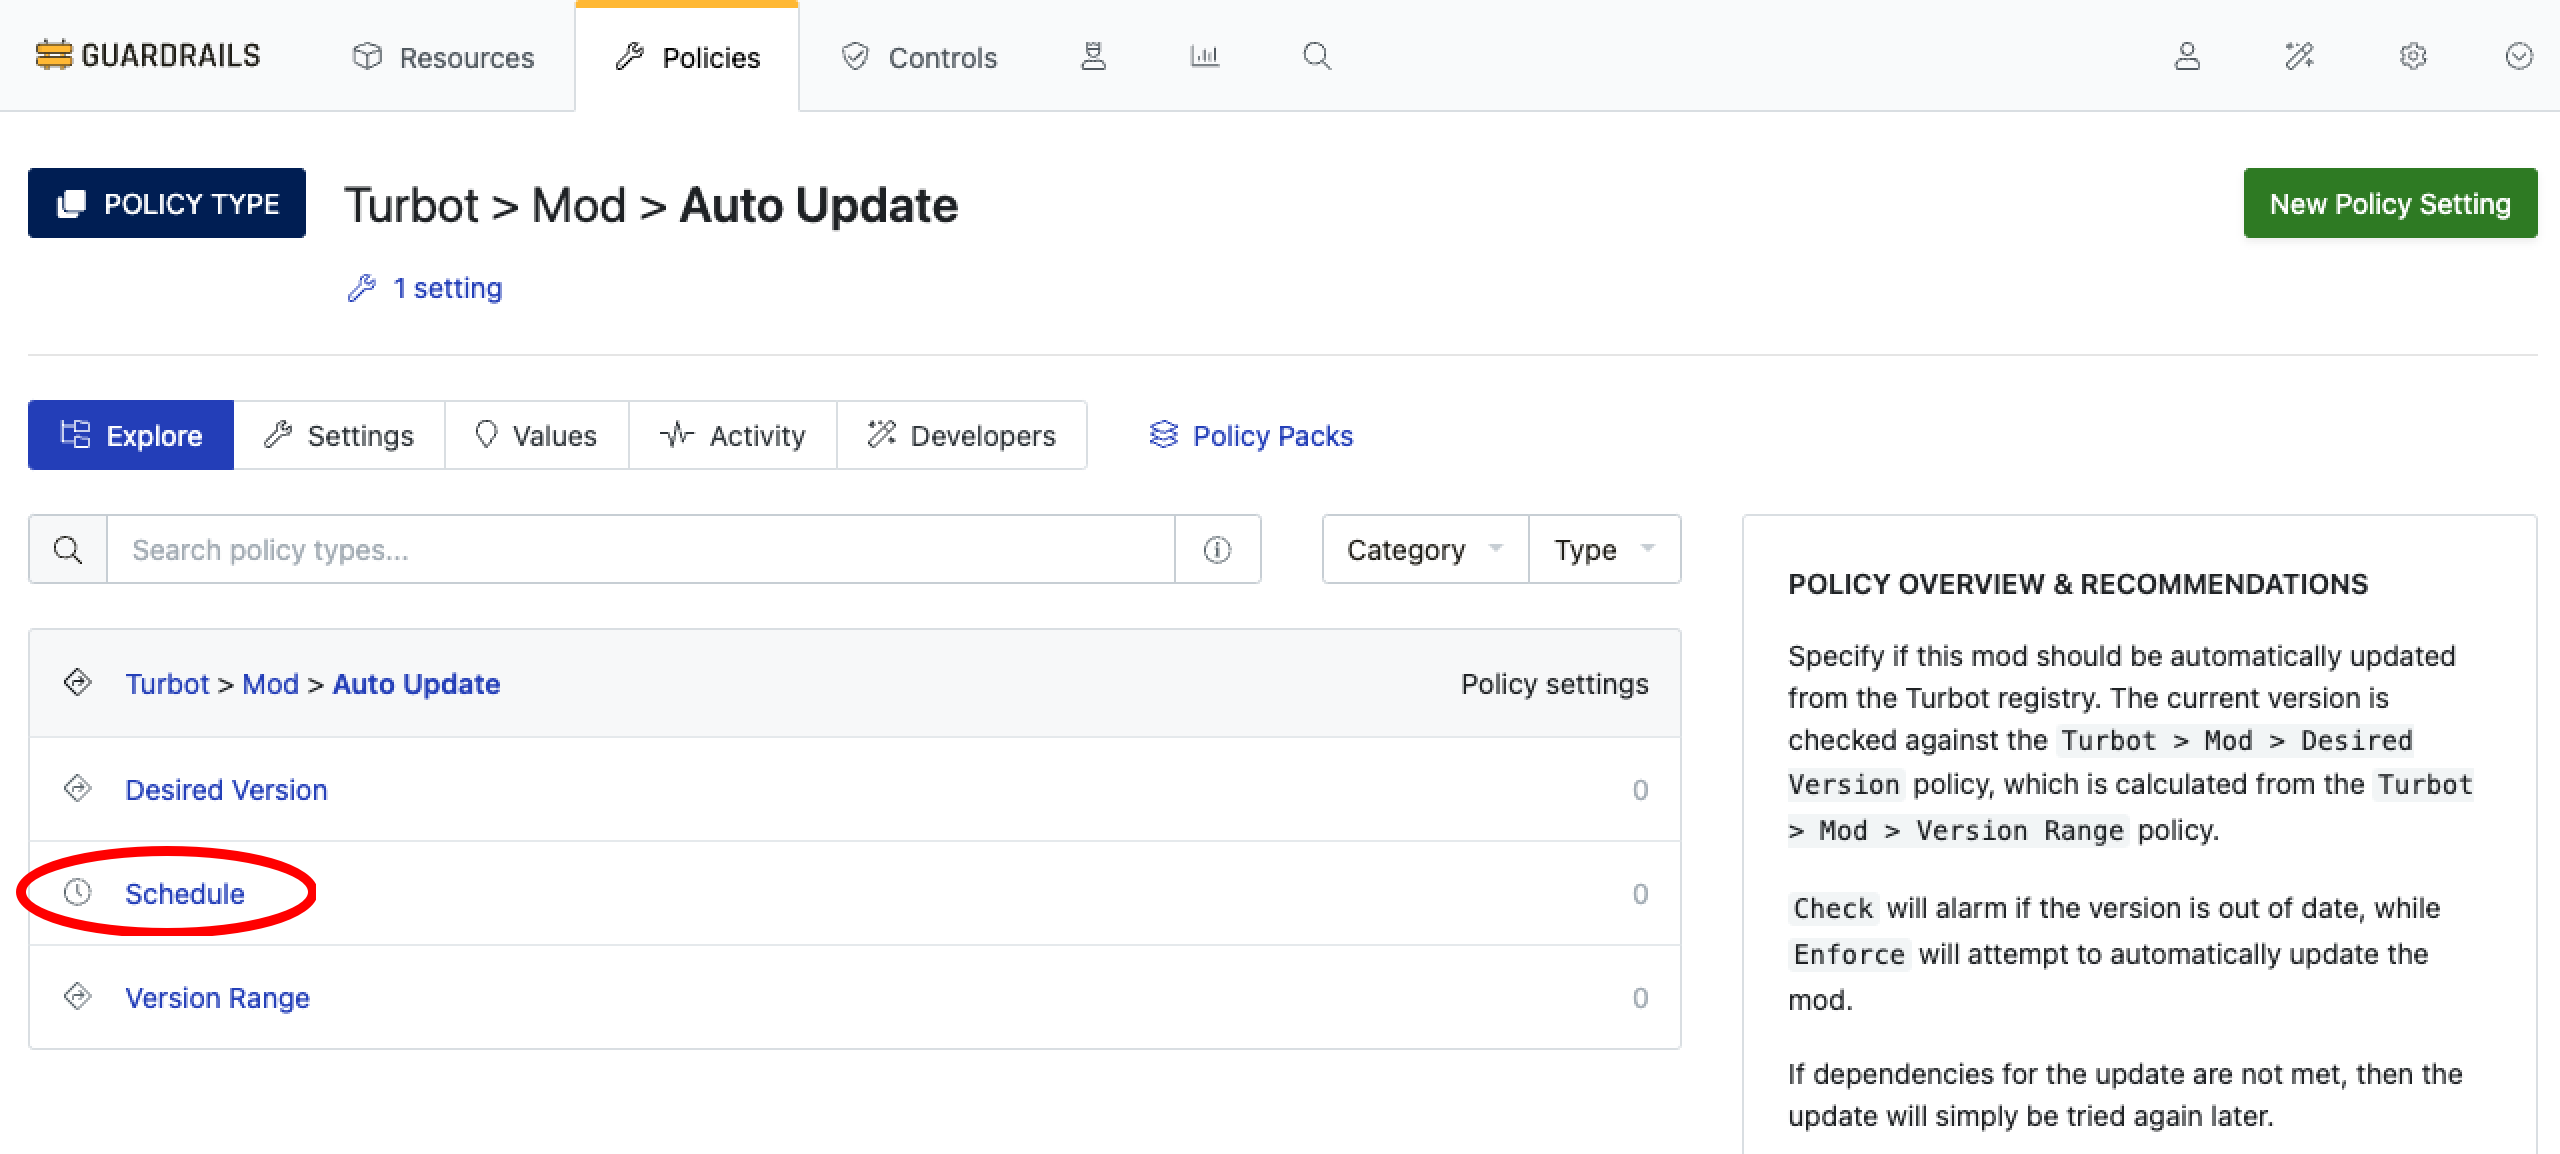 GUARDRAILS
Resources
Policies
Controls
POLICY TYPE
Turbot > Mod > Auto Update
New Policy Setting
1 setting
Explore
Settings
Values
Activity
Developers
Policy Packs
Search policy types...
Category
Type
Turbot > Mod > Auto Update
Policy settings
Desired Version
0
Schedule
0
Version Range
0
POLICY OVERVIEW & RECOMMENDATIONS
Specify if this mod should be automatically updated
from the Turbot registry. The current version is
checked against the Turbot > Mod > Desired
Version policy, which is calculated from the Turbot
> Mod > Version Range policy.
Check will alarm if the version is out of date, while
Enforce will attempt to automatically update the
mod.
If dependencies for the update are not met, then the
update will simply be tried again later.